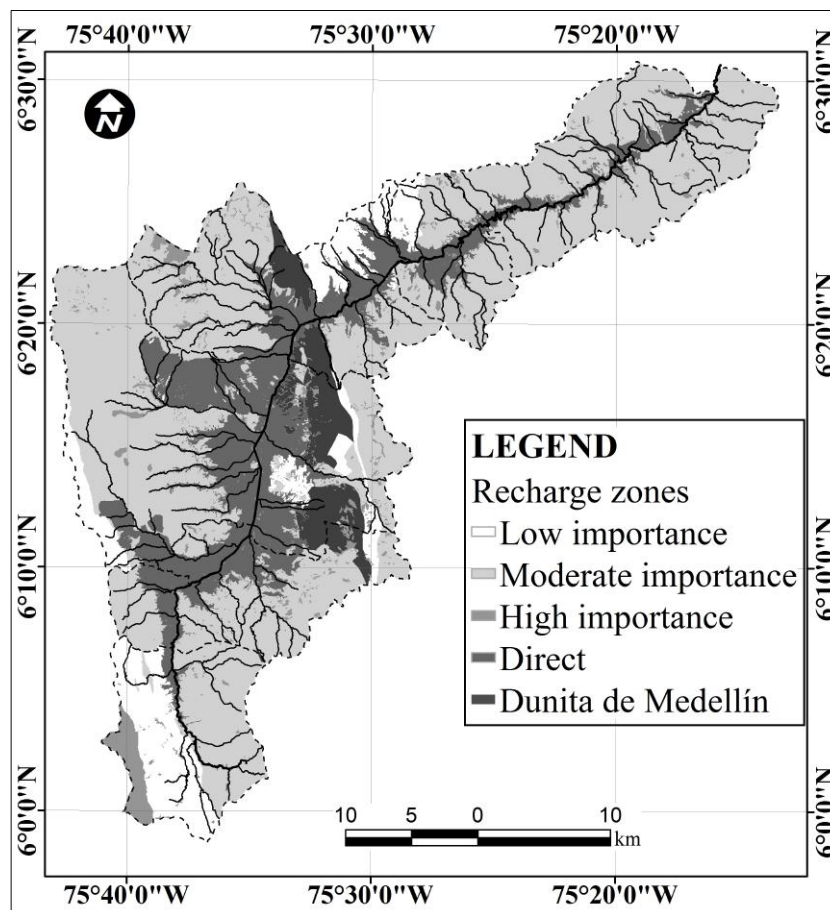 75°40'0"W 75°30'0"W 75°20'0"W
6°30'0"N 6°30'0"N
N
6°20'0"N 6°20'0"N
LEGEND
Recharge zones
Low importance
Moderate importance
High importance
Direct
Dunita de Medellín
6°10'0"N 6°10'0"N
6°0'0"N 6°0'0"N
10 5 0 10
km
75°40'0"W 75°30'0"W 75°20'0"W